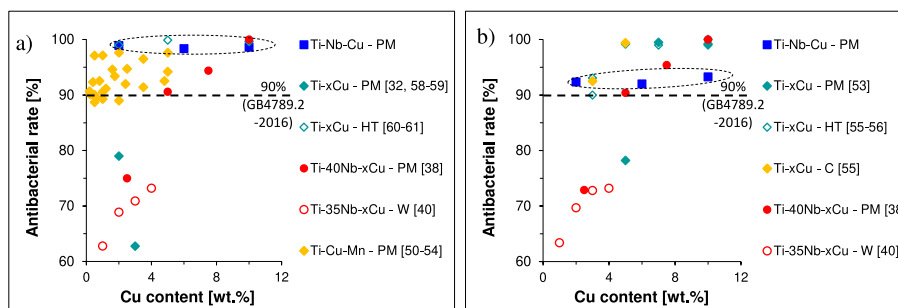 a)
Antibacterial rate [%]
100
90
80
70
60
0
4
8
12
Cu content [wt.%]
90%
(GB4789.2
-2016)
Ti-Nb-Cu - PM
Ti-xCu - PM [32, 58-59]
Ti-xCu - HT [60-61]
Ti-40Nb-xCu - PM [38]
Ti-35Nb-xCu - W [40]
Ti-Cu-Mn - PM [50-54]
b)
Antibacterial rate [%]
100
90
80
70
60
0
4
8
12
Cu content [wt.%]
90%
(GB4789.2
-2016)
Ti-Nb-Cu - PM
Ti-xCu - PM [53]
Ti-xCu - HT [55-56]
Ti-xCu - C [55]
Ti-40Nb-xCu - PM [38
Ti-35Nb-xCu - W [40]